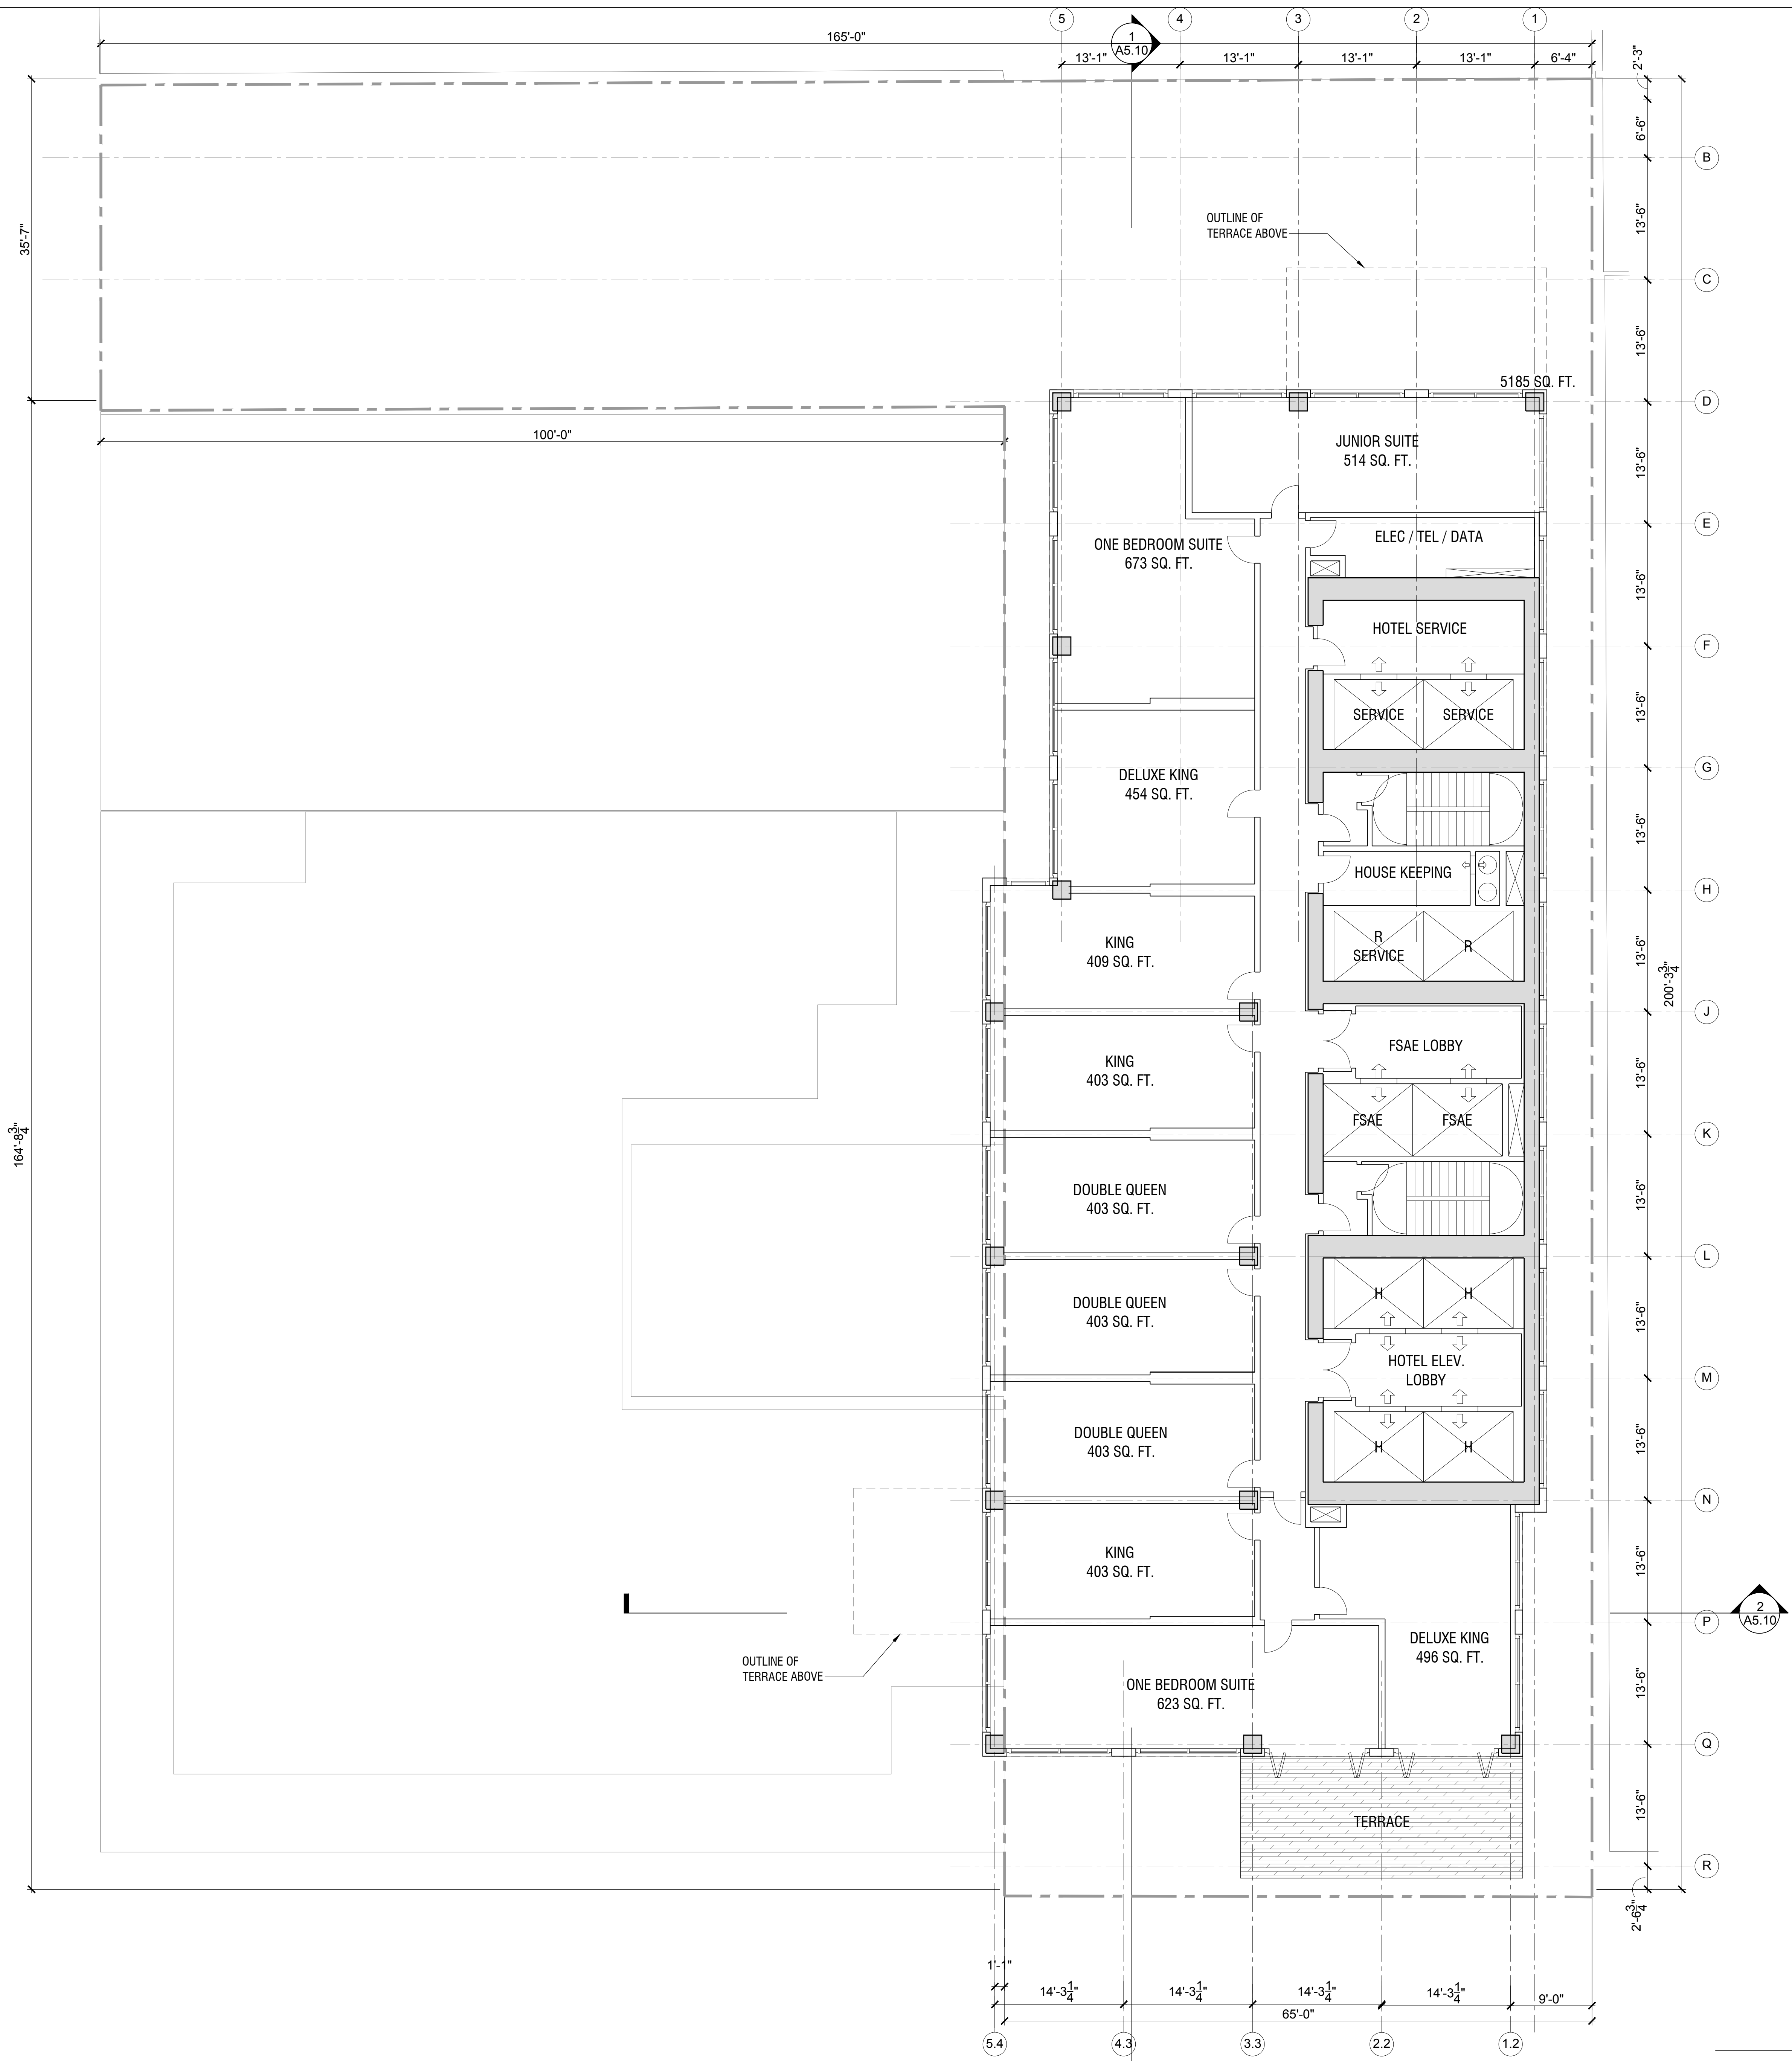 5
4
3
2
1
1
A5.10
165'-0"
13'-1"
13'-1"
13'-1"
13'-1"
6'-4"
2'-3"
6'-6"
B
13'-6"
35'-7"
OUTLINE OF
TERRACE ABOVE
C
13'-6"
5185 SQ. FT.
D
100'-0"
JUNIOR SUITE
514 SQ. FT.
13'-6"
E
ELEC / TEL / DATA
ONE BEDROOM SUITE
673 SQ. FT.
13'-6"
HOTEL SERVICE
F
SERVICE
SERVICE
13'-6"
G
DELUXE KING
454 SQ. FT.
13'-6"
HOUSE KEEPING
H
R
SERVICE
R
KING
409 SQ. FT.
13'-6"
200'-3 3/4"
J
FSAE LOBBY
KING
403 SQ. FT.
13'-6"
FSAE
FSAE
K
164'-8 3/4"
DOUBLE QUEEN
403 SQ. FT.
13'-6"
L
H
H
DOUBLE QUEEN
403 SQ. FT.
13'-6"
HOTEL ELEV.
LOBBY
M
DOUBLE QUEEN
403 SQ. FT.
H
H
13'-6"
N
KING
403 SQ. FT.
13'-6"
2
A5.10
P
DELUXE KING
496 SQ. FT.
OUTLINE OF
TERRACE ABOVE
ONE BEDROOM SUITE
623 SQ. FT.
13'-6"
Q
TERRACE
13'-6"
R
2'-6 3/4"
1'-1"
14'-3 1/4"
14'-3 1/4"
14'-3 1/4"
14'-3 1/4"
9'-0"
65'-0"
5.4
4.3
3.3
2.2
1.2